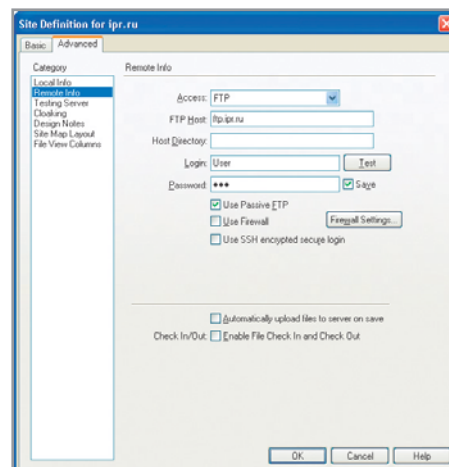 Site Definition for ipr.ru
Basic Advanced
Category
Local Info
Remote Info
Testing Server
Cloaking
Design Notes
Site Map Layout
File View Columns
Remote Info
Access: FTP
FTP Host: ftp.ipr.ru
Host Directory:
Login: User Test
Password: ●●● Save
Use Passive FTP
Use Firewall Firewall Settings...
Use SSH encrypted secure login
Automatically upload files to server on save
Check In/Out: Enable File Check In and Check Out
OK Cancel Help